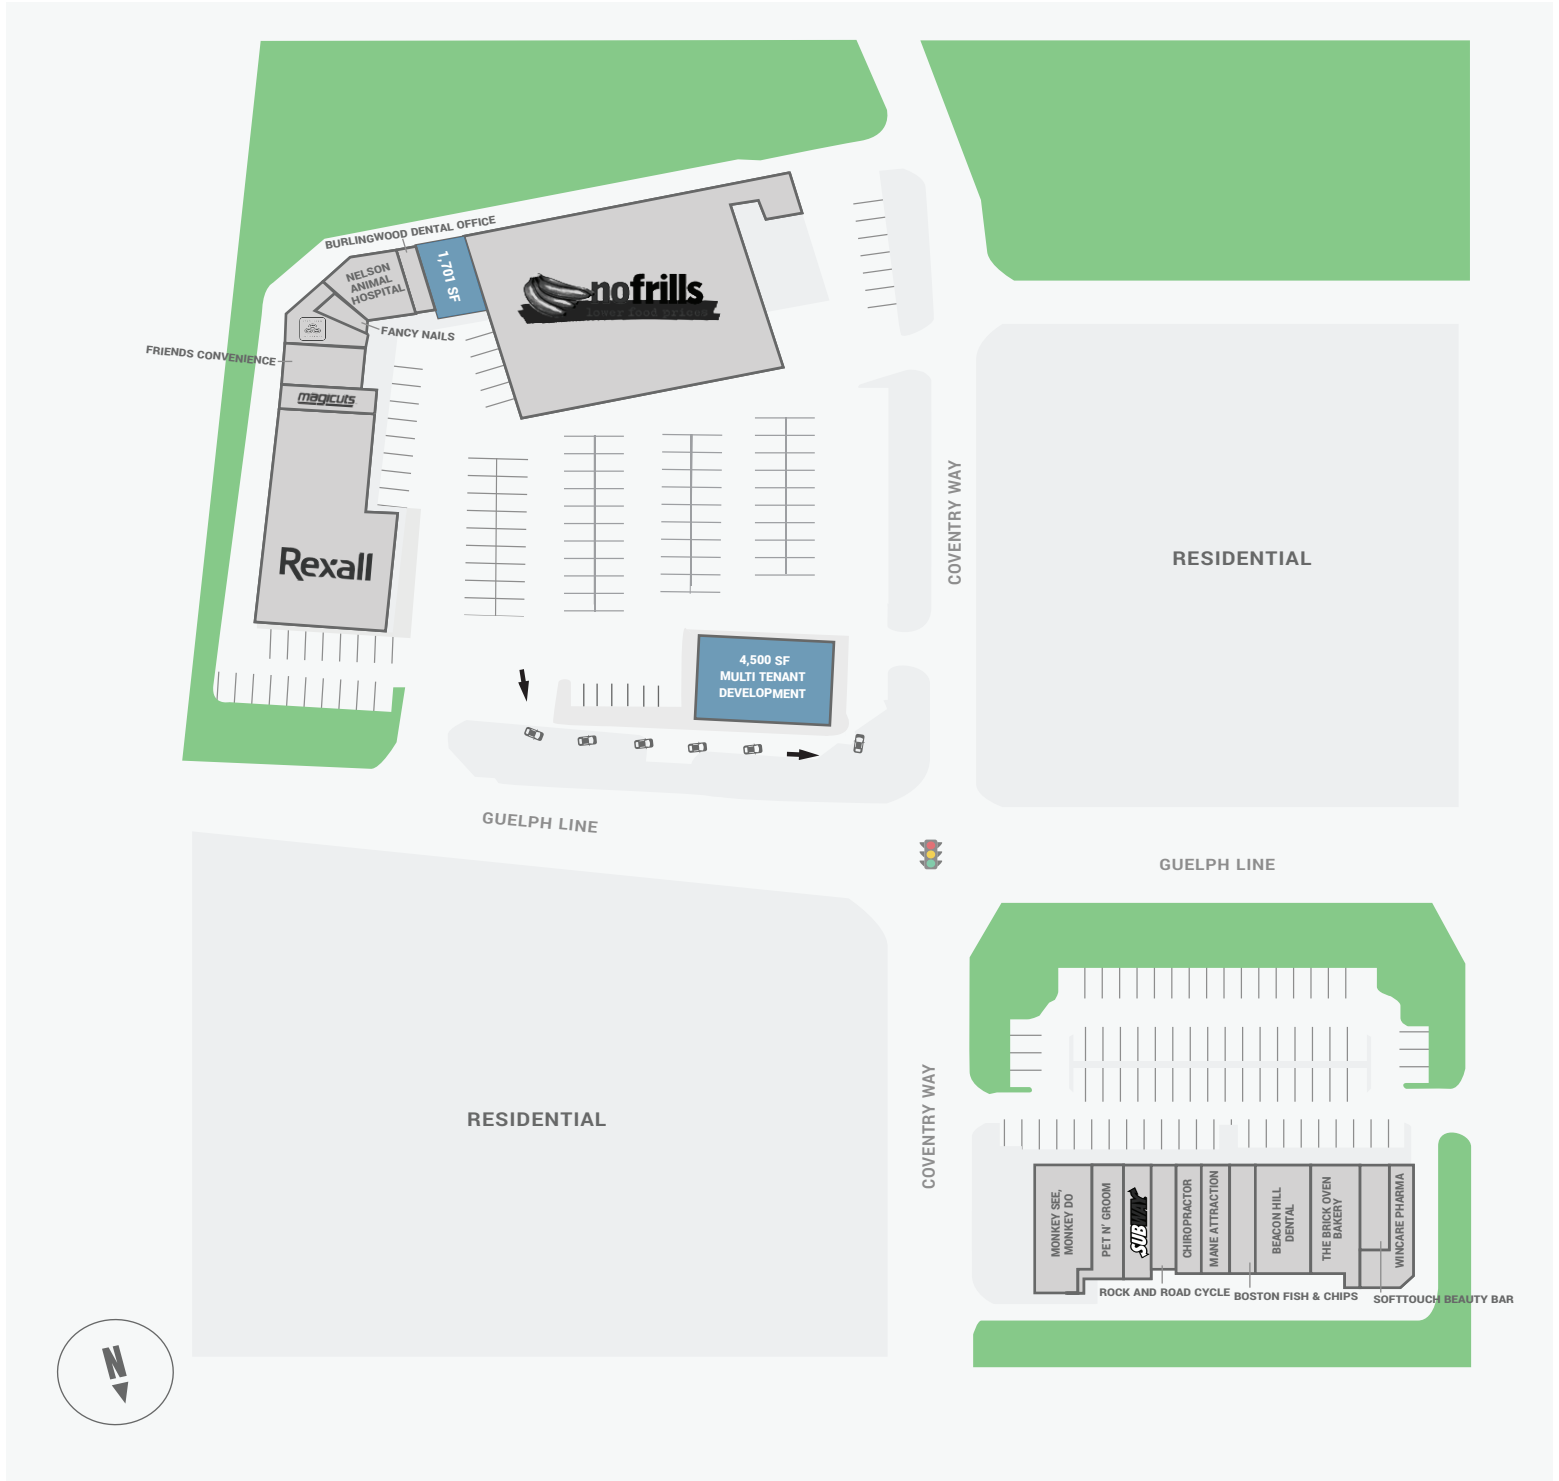 BURLINGWOOD DENTAL OFFICE
NELSON
ANIMAL
HOSPITAL
1,701 SF
nofrills
lower food prices
FANCY NAILS
FRIENDS CONVENIENCE
magicuts
Rexall
COVENTRY WAY
RESIDENTIAL
4,500 SF
MULTI TENANT
DEVELOPMENT
GUELPH LINE
GUELPH LINE
RESIDENTIAL
COVENTRY WAY
MONKEY SEE,
MONKEY DO
PET N' GROOM
SUBWAY
CHIROPRACTOR
MANE ATTRACTION
BEACON HILL
DENTAL
THE BRICK OVEN
BAKERY
WINCARE PHARMA
ROCK AND ROAD CYCLE
BOSTON FISH & CHIPS
SOFTTOUCH BEAUTY BAR
N